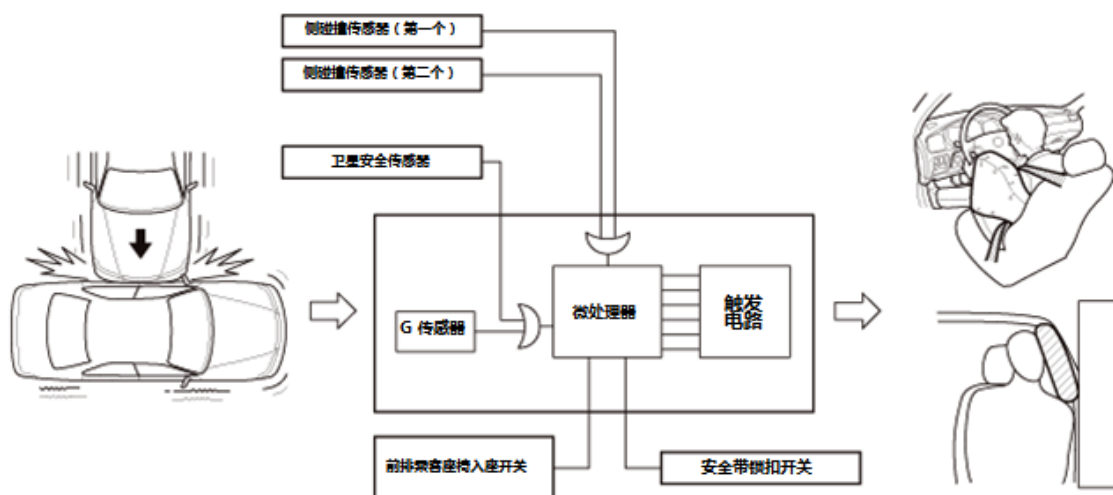 侧碰撞传感器(第一个)
侧碰撞传感器(第二个)
卫星安全传感器
G 传感器
微处理器
触发
电路
前排乘客座椅入座开关
安全带锁扣开关